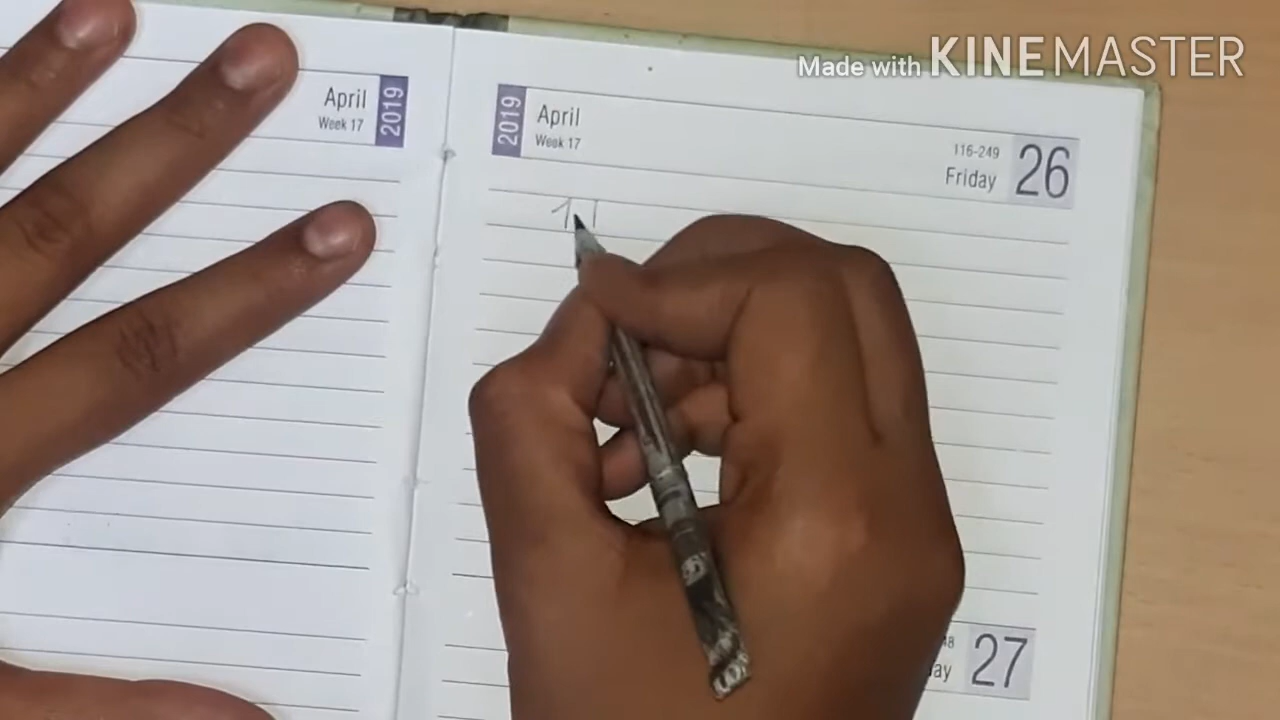 Made with KINEMASTER
April
Week 17
2019
2019
April
Week 17
116-249
Friday
26
27